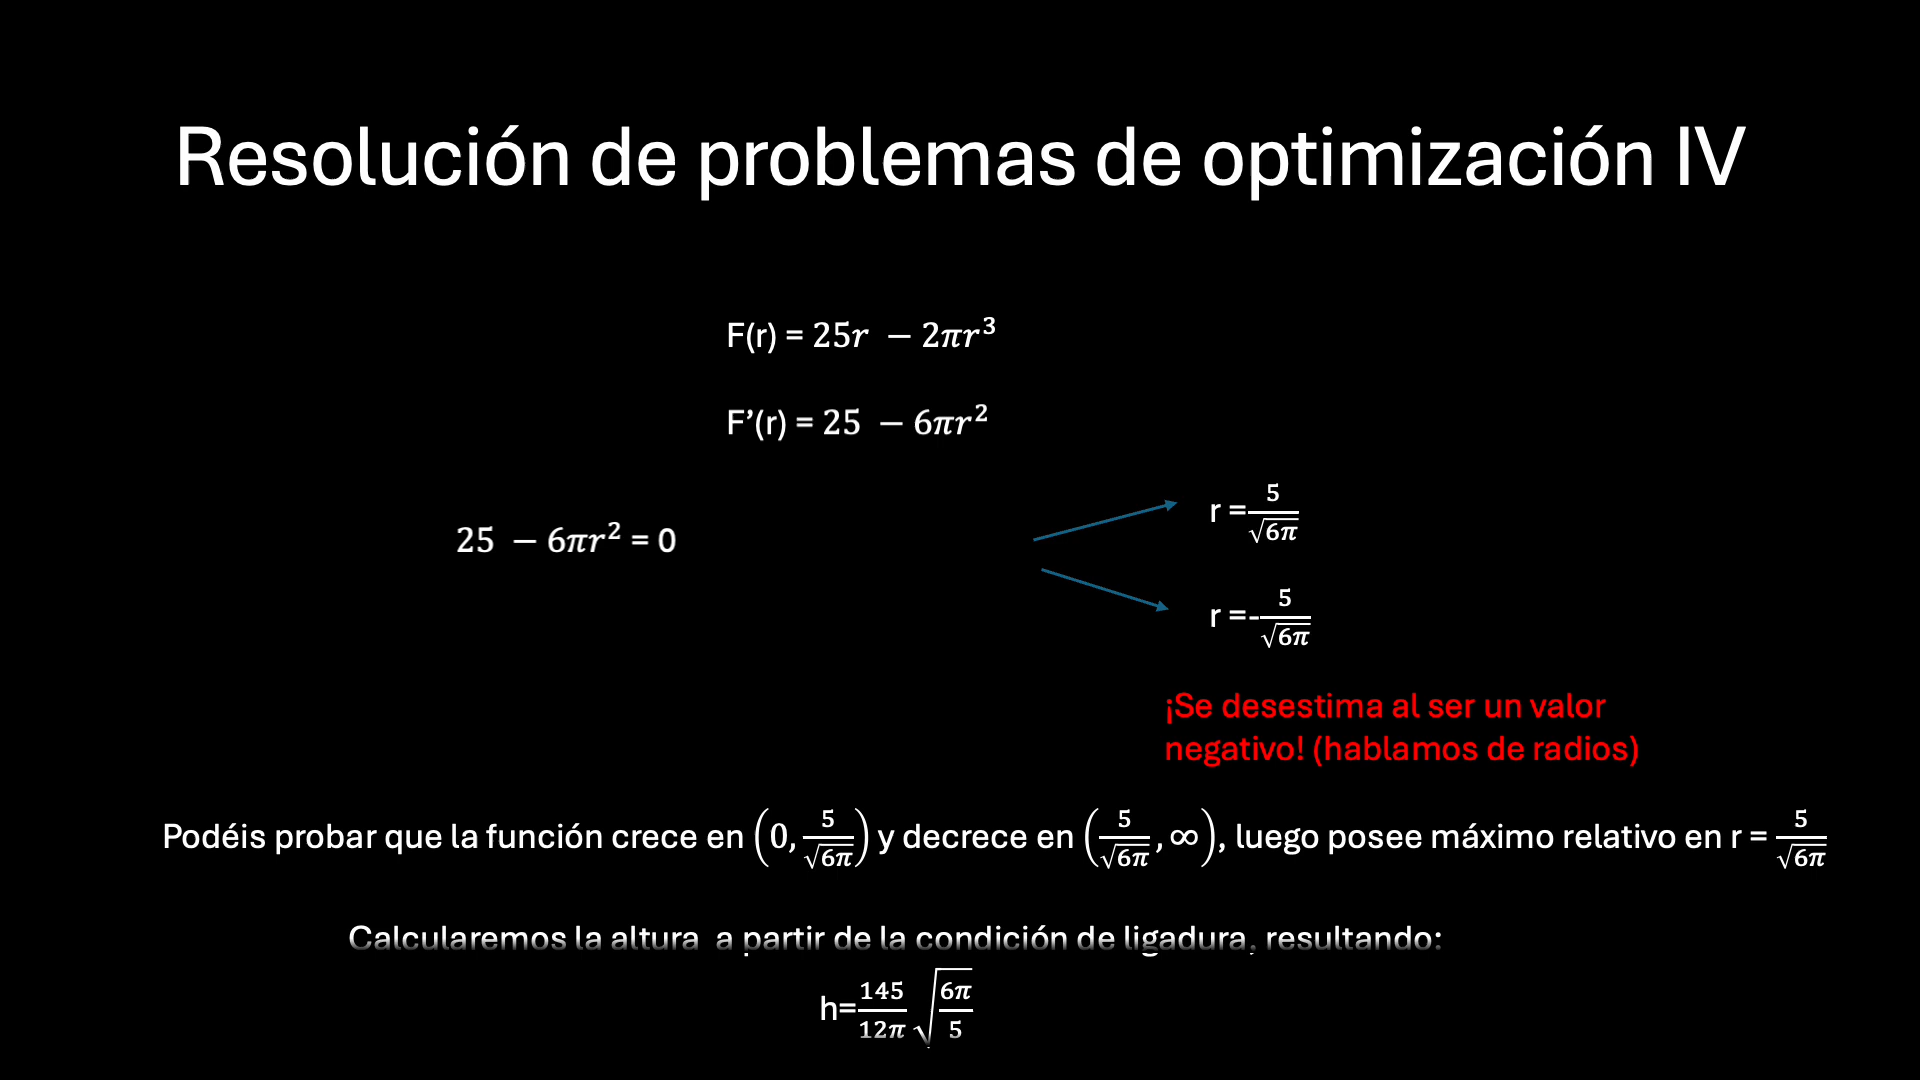 Resolución de problemas de optimización IV
F(r) = 25r − 2πr³
F’(r) = 25 − 6πr²
25 − 6πr² = 0
r =5/√6π
r =-5/√6π
¡Se desestima al ser un valor
negativo! (hablamos de radios)
Podéis probar que la función crece en (0, 5/√6π) y decrece en (5/√6π, ∞), luego posee máximo relativo en r = 5/√6π
Calcularemos la altura a partir de la condición de ligadura, resultando:
h=145/12π √(6π/5)